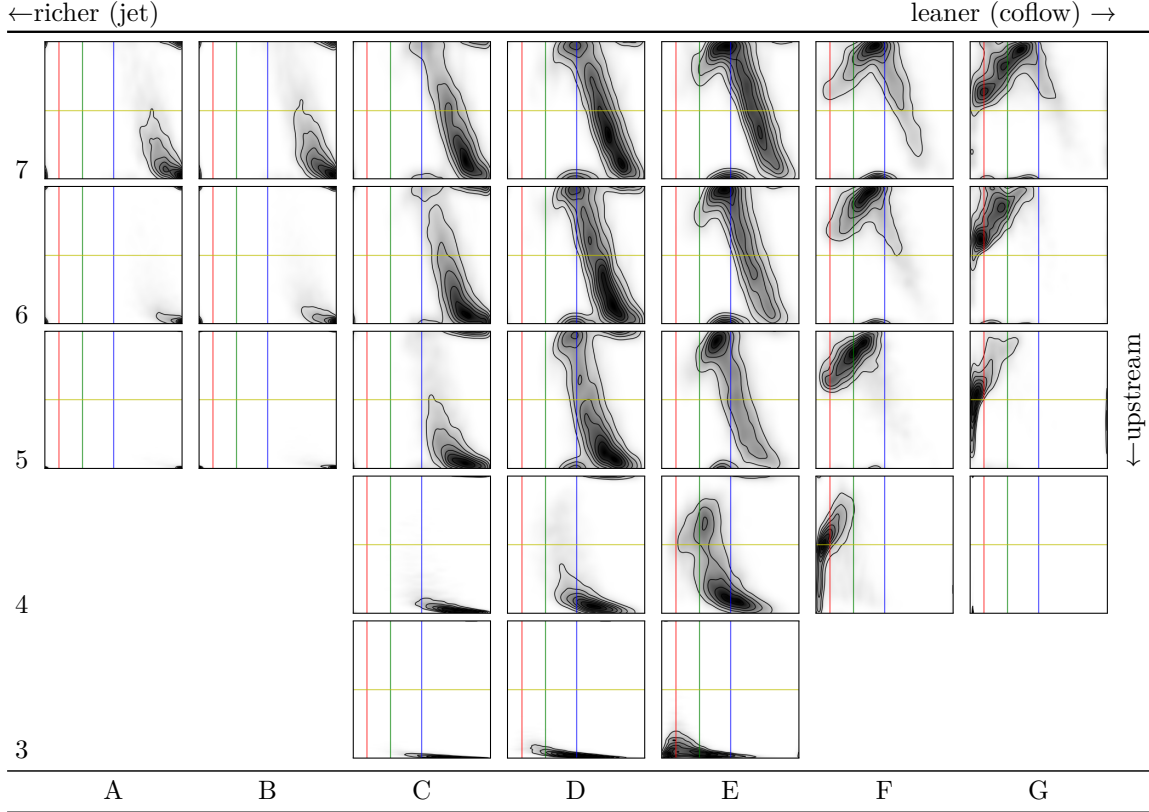 ←richer (jet)
leaner (coflow) →
7
6
5
←upstream
4
3
A B C D E F G